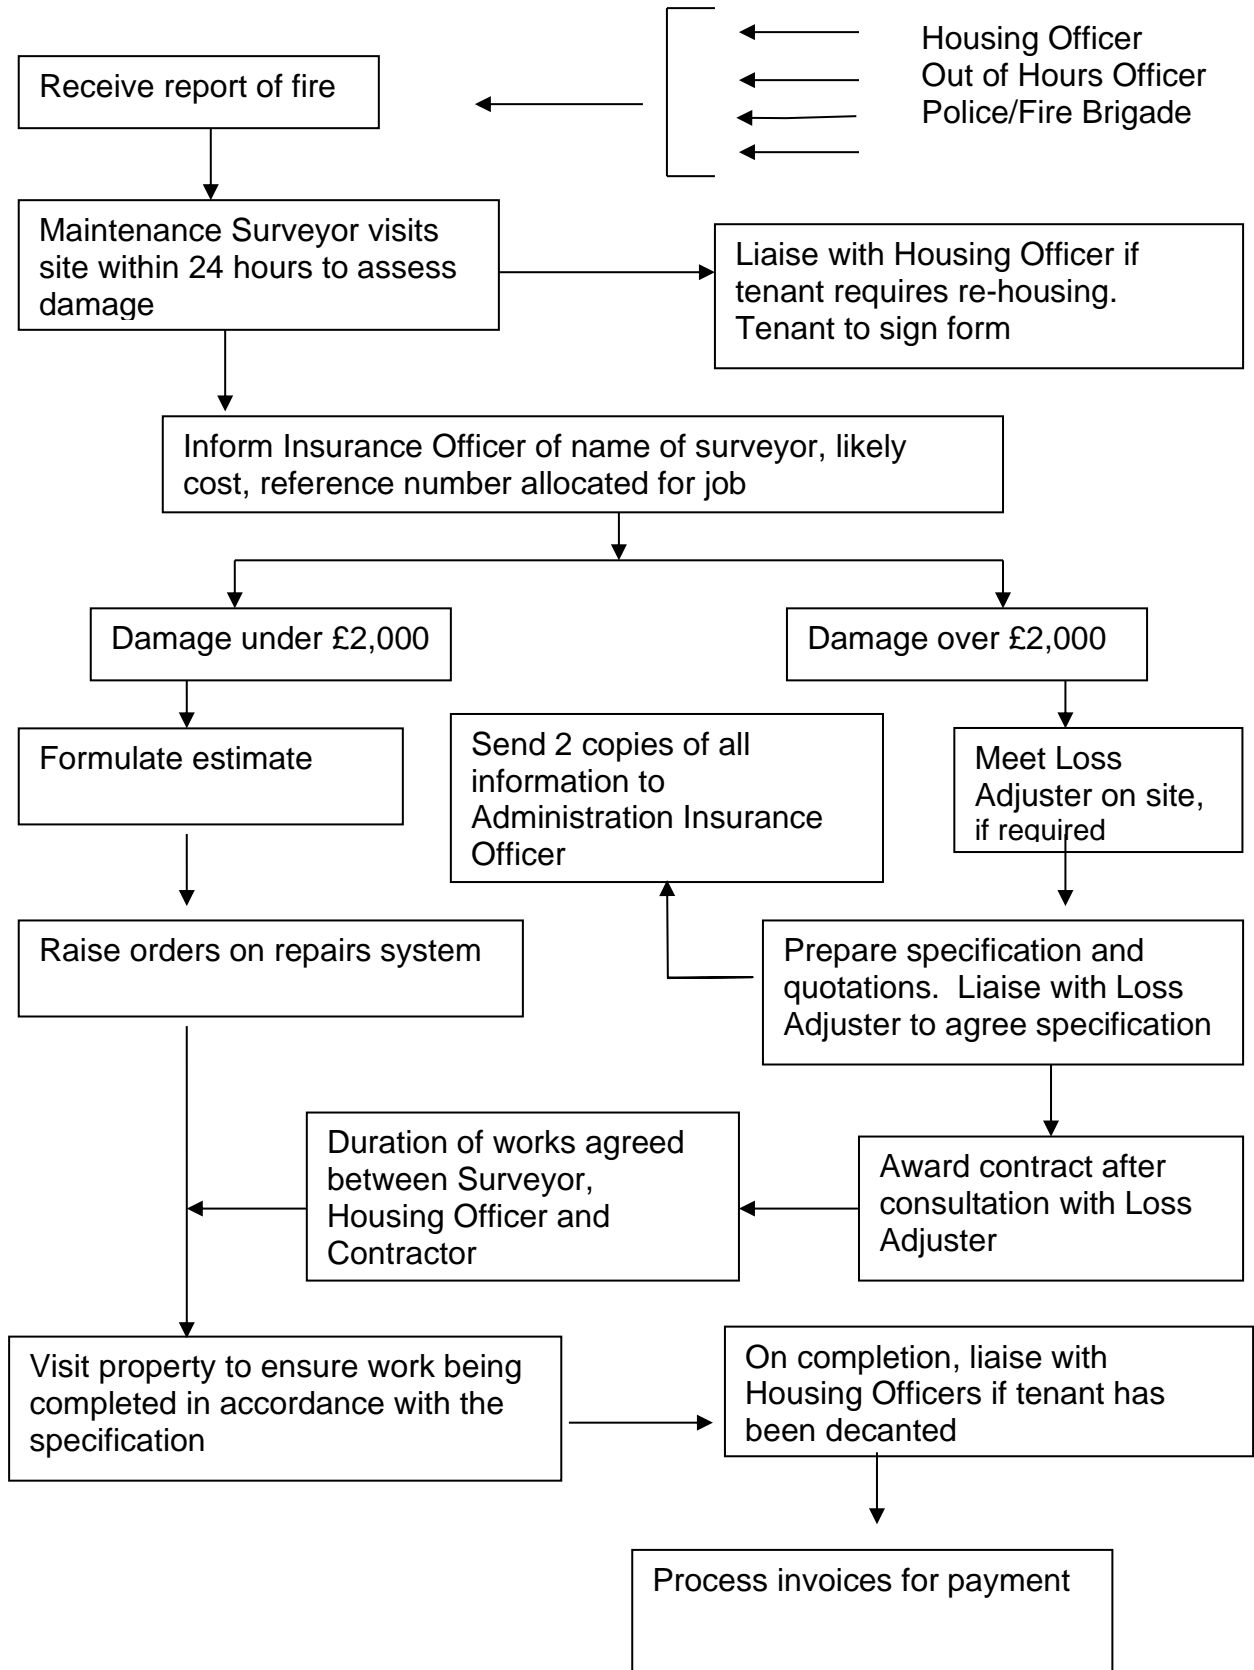 Housing Officer
Out of Hours Officer
Police/Fire Brigade
Receive report of fire
Maintenance Surveyor visits
site within 24 hours to assess
damage
Liaise with Housing Officer if
tenant requires re-housing.
Tenant to sign form
Inform Insurance Officer of name of surveyor, likely
cost, reference number allocated for job
Damage under £2,000
Damage over £2,000
Formulate estimate
Send 2 copies of all
information to
Administration Insurance
Officer
Meet Loss
Adjuster on site,
if required
Raise orders on repairs system
Prepare specification and
quotations.  Liaise with Loss
Adjuster to agree specification
Duration of works agreed
between Surveyor,
Housing Officer and
Contractor
Award contract after
consultation with Loss
Adjuster
Visit property to ensure work being
completed in accordance with the
specification
On completion, liaise with
Housing Officers if tenant has
been decanted
Process invoices for payment